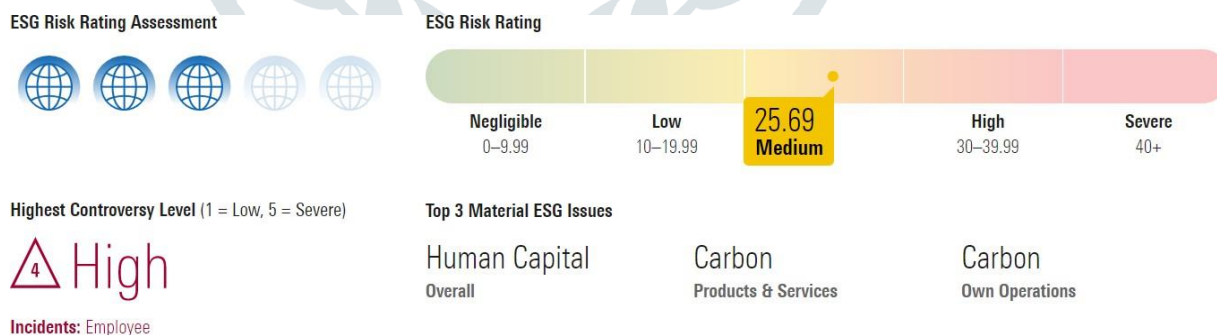 ESG Risk Rating Assessment
ESG Risk Rating
25.69
Medium
Negligible
0–9.99
Low
10–19.99
High
30–39.99
Severe
40+
Highest Controversy Level (1 = Low, 5 = Severe)
4 High
Incidents: Employee
Top 3 Material ESG Issues
Human Capital
Overall
Carbon
Products & Services
Carbon
Own Operations